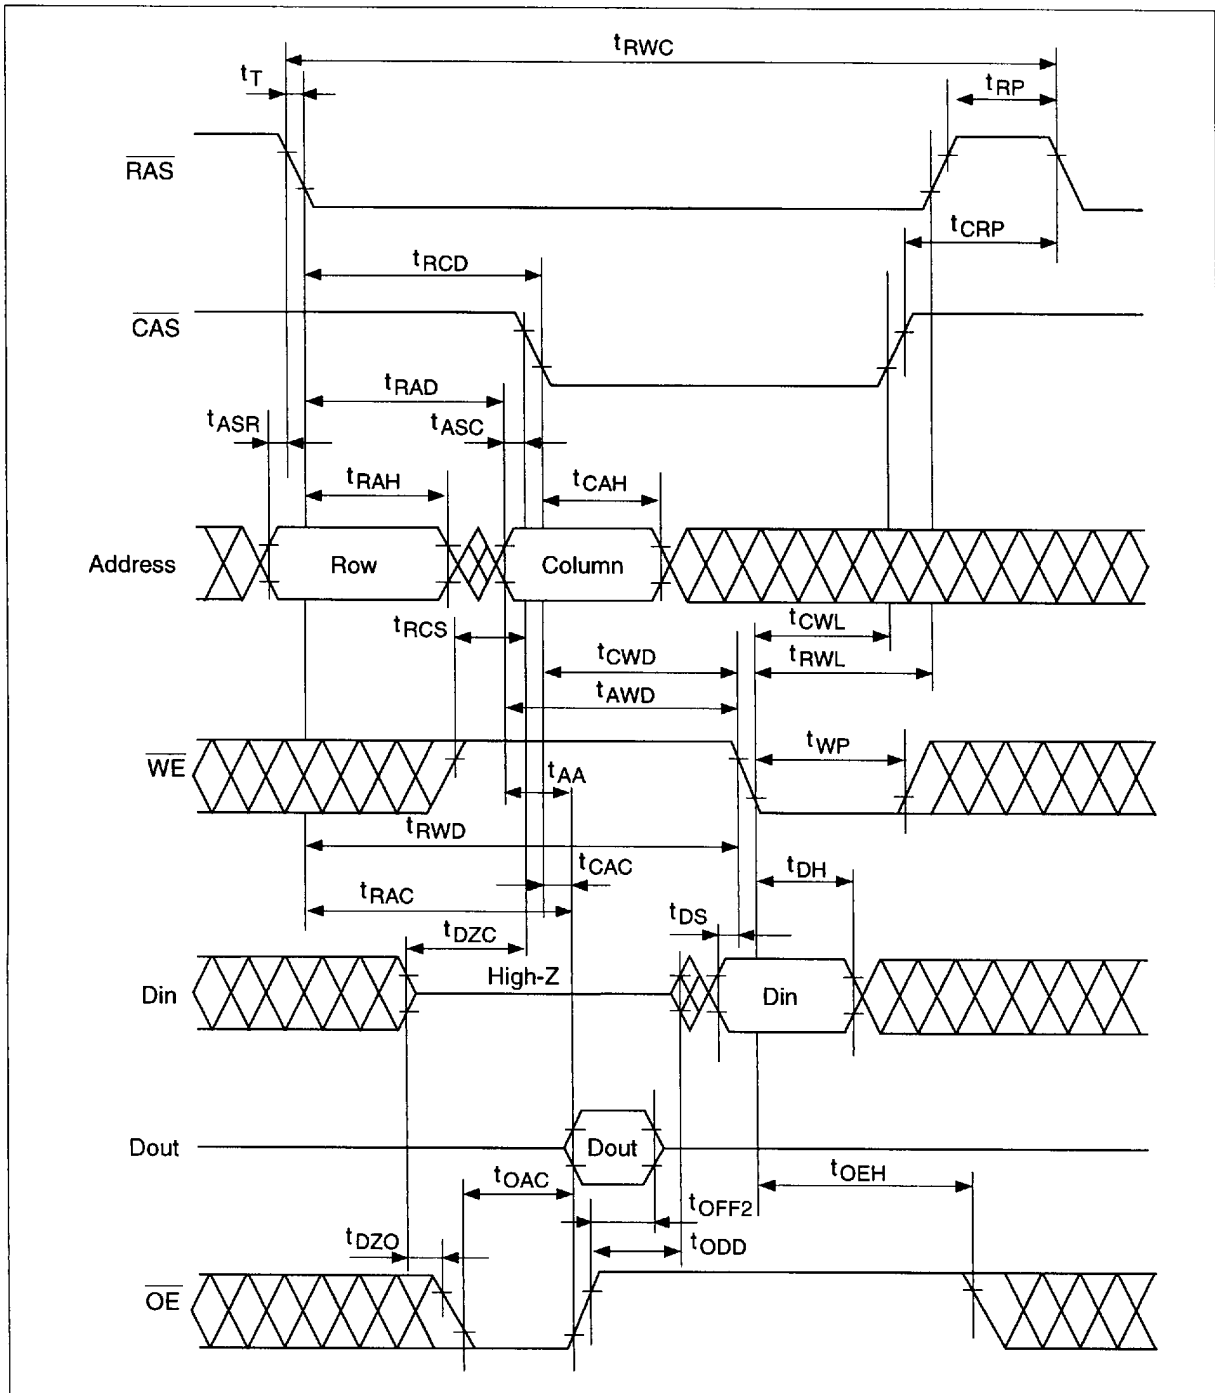 tRWC
tT
tRP
RAS
tCRP
tRCD
CAS
tRAD
tASR
tASC
tRAH
tCAH
Address
Row
Column
tRCS
tCWL
tCWD
tRWL
tAWD
WE
tWP
tAA
tRWD
tCAC
tDH
tRAC
tDS
tDZC
High-Z
Din
Din
Dout
Dout
tOAC
tOEH
tOFF2
tDZO
tODD
OE